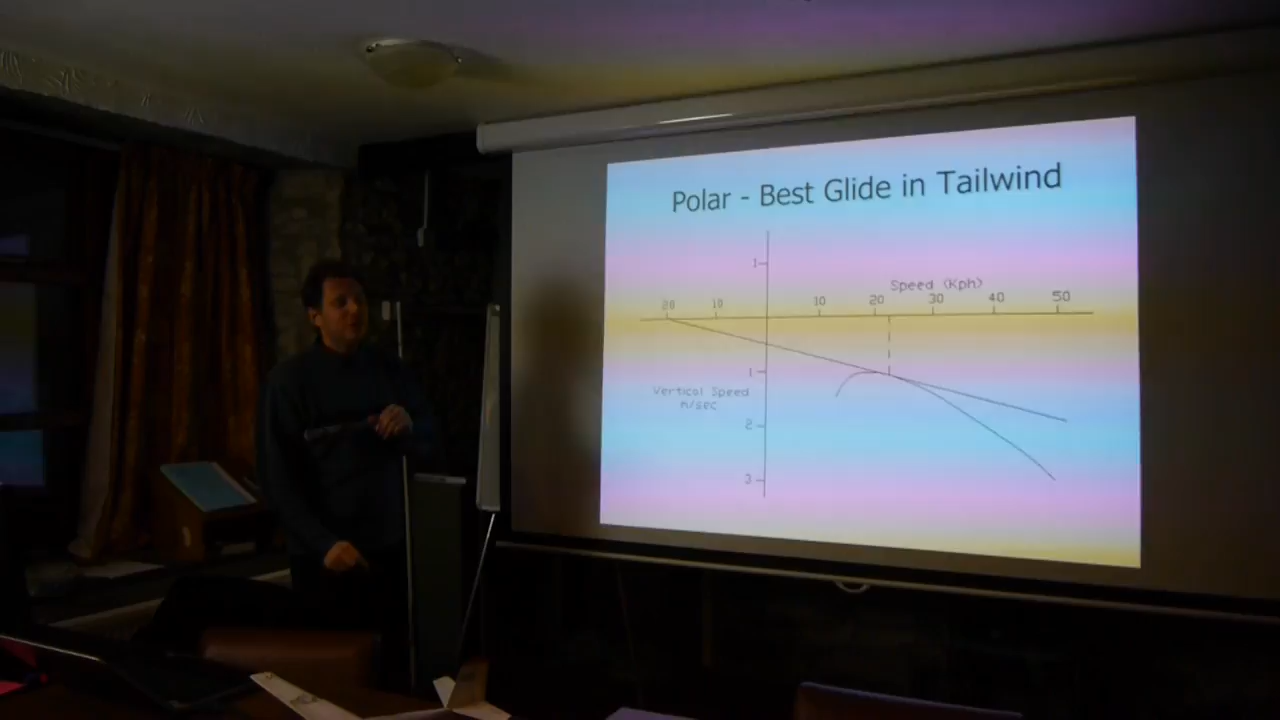 Polar - Best Glide in Tailwind
1
Speed (Kph)
20 10 10 20 30 40 50
1
Vertical Speed
m/sec
2
3